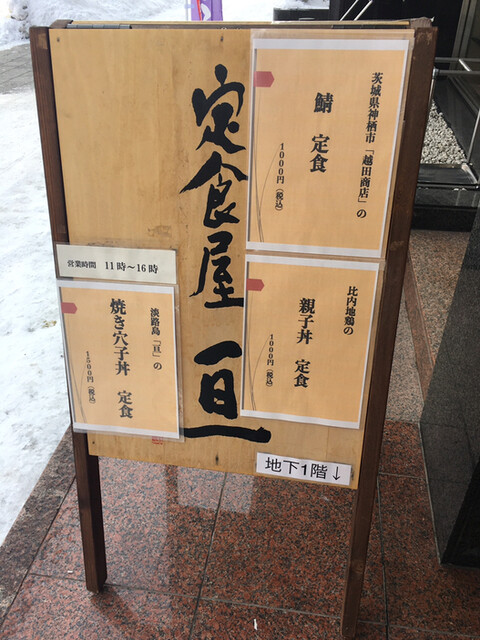 茨城県神栖市「越田商店」の
鯖 定食
1000円(税込)
定食屋 亘
比内地鶏の
親子丼 定食
1000円(税込)
営業時間 11時～16時
淡路島「亘」の
焼き穴子丼 定食
1500円(税込)
地下1階↓